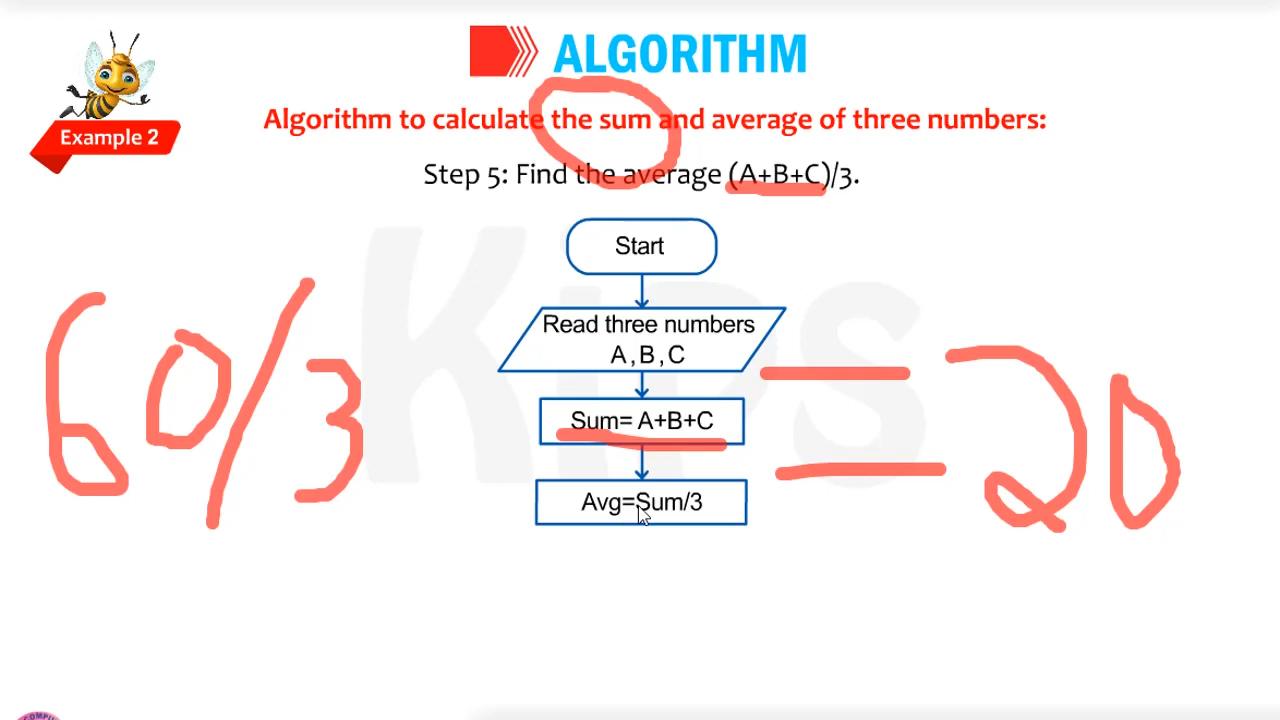 ALGORITHM
Example 2
Algorithm to calculate the sum and average of three numbers:
Step 5: Find the average (A+B+C)/3.
Start
Read three numbers
A , B , C
60/3 = 20
Sum= A+B+C
Avg=Sum/3
Kips